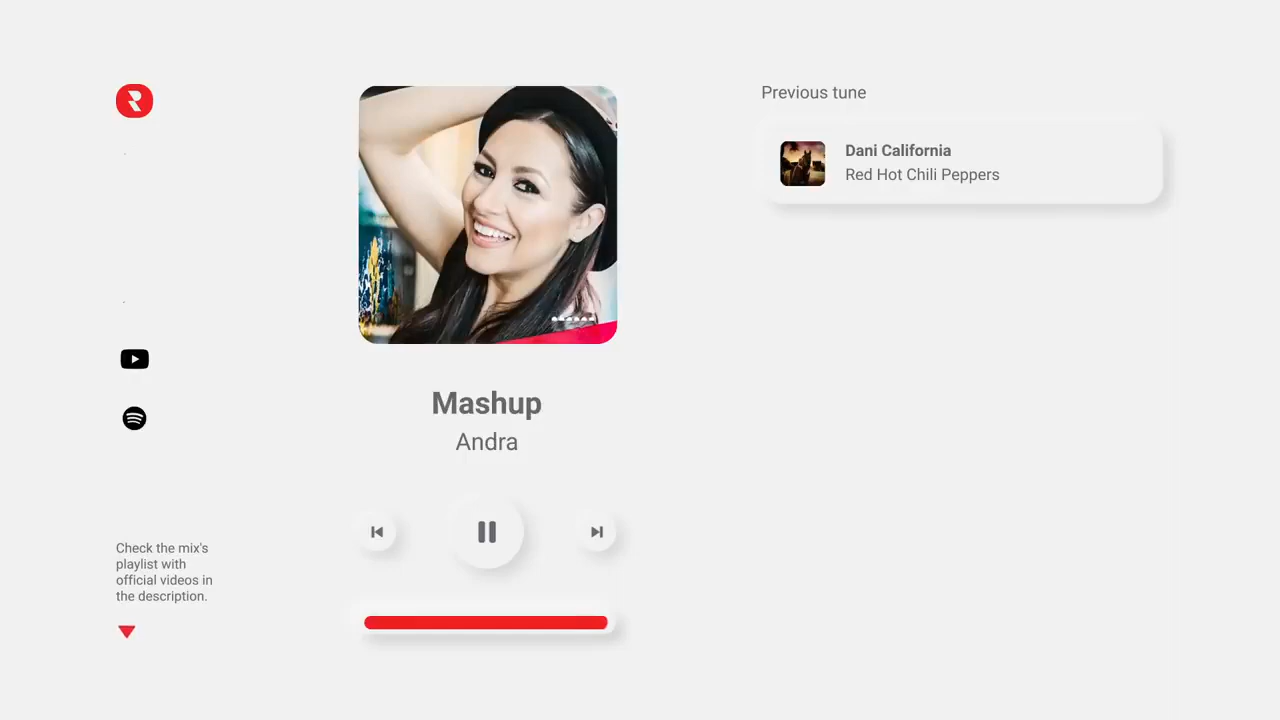 Previous tune
Dani California
Red Hot Chili Peppers
Mashup
Andra
Check the mix's
playlist with
official videos in
the description.